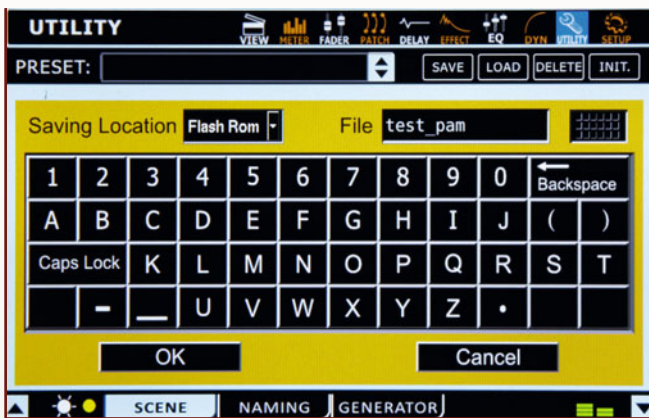 UTILITY VIEW METER FADER PATCH DELAY EFFECT EQ DYN UTILITY SETUP
PRESET: SAVE LOAD DELETE INIT.
Saving Location Flash Rom File test_pam
1 2 3 4 5 6 7 8 9 0 Backspace
A B C D E F G H I J ( )
Caps Lock K L M N O P Q R S T
- _ U V W X Y Z •
OK Cancel
SCENE NAMING GENERATOR